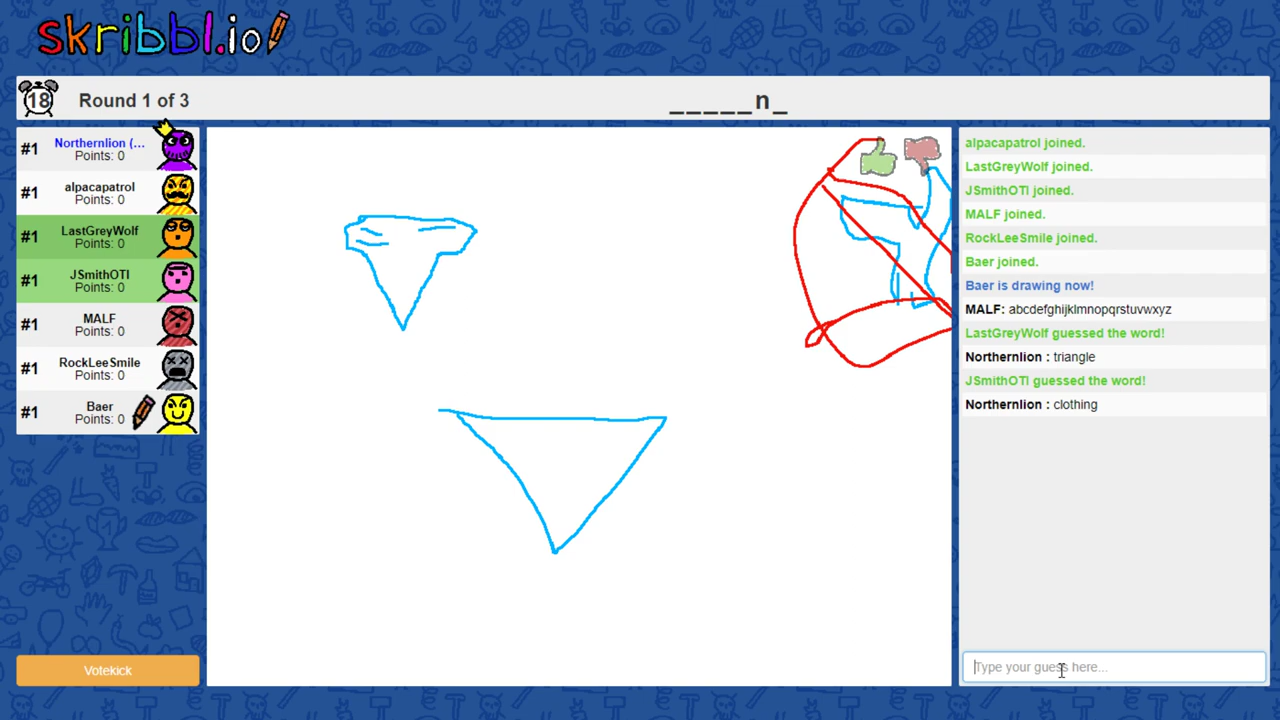 skribbl.io
18
Round 1 of 3
_____n_
#1 Northernlion (...
Points: 0
#1 alpacapatrol
Points: 0
#1 LastGreyWolf
Points: 0
#1 JSmithOTI
Points: 0
#1 MALF
Points: 0
#1 RockLeeSmile
Points: 0
#1 Baer
Points: 0
Votekick
alpacapatrol joined.
LastGreyWolf joined.
JSmithOTI joined.
MALF joined.
RockLeeSmile joined.
Baer joined.
Baer is drawing now!
MALF: abcdefghijklmnopqrstuvwxyz
LastGreyWolf guessed the word!
Northernlion : triangle
JSmithOTI guessed the word!
Northernlion : clothing
Type your guess here...